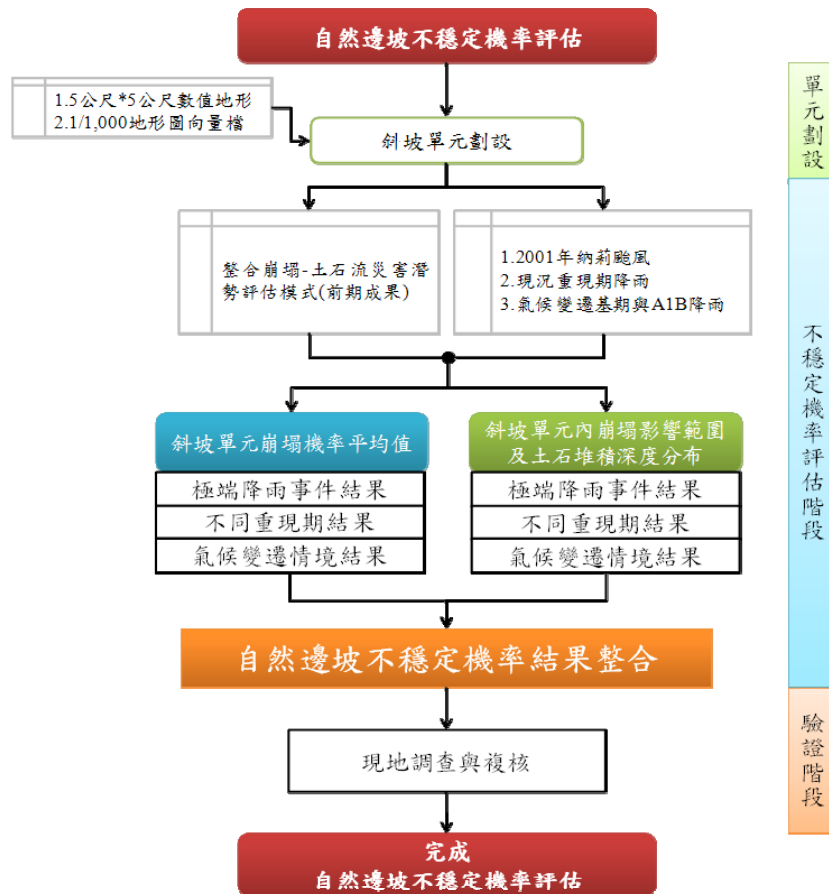 自然邊坡不穩定機率評估
1.5公尺*5公尺數值地形
2.1/1,000地形圖向量檔
斜坡單元劃設
整合崩塌-土石流災害潛
勢評估模式(前期成果)
1.2001年納莉颱風
2.現況重現期降雨
3.氣候變遷基期與A1B降雨
斜坡單元崩塌機率平均值
極端降雨事件結果
不同重現期結果
氣候變遷情境結果
斜坡單元內崩塌影響範圍
及土石堆積深度分布
極端降雨事件結果
不同重現期結果
氣候變遷情境結果
自然邊坡不穩定機率結果整合
現地調查與複核
完成
自然邊坡不穩定機率評估
單元劃設
不穩定機率評估階段
驗證階段